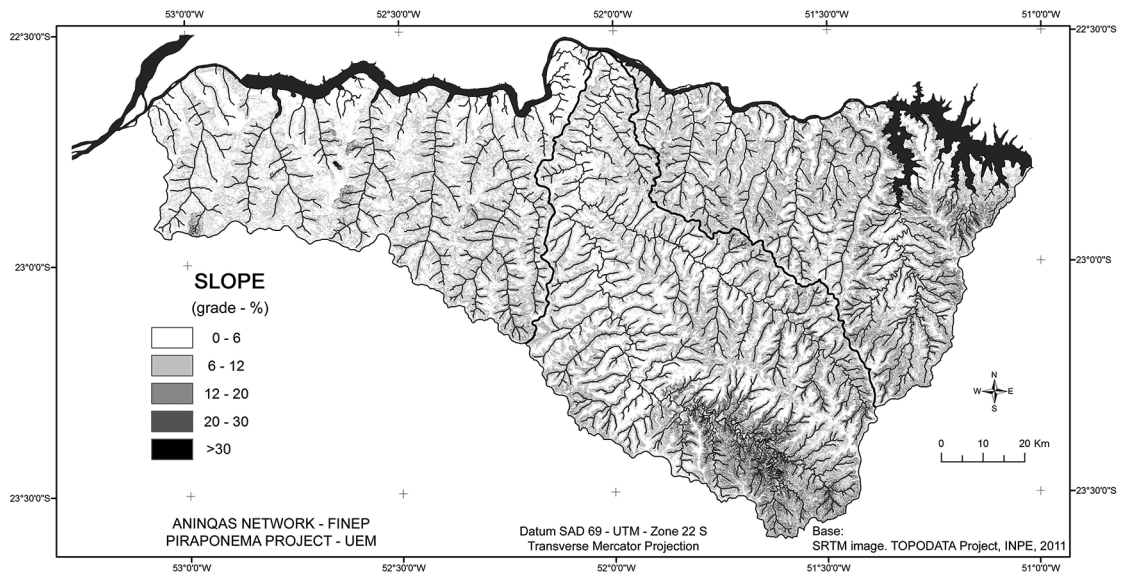 53°0'0"W 52°30'0"W 52°0'0"W 51°30'0"W 51°0'0"W
22°30'0"S 22°30'0"S
23°0'0"S 23°0'0"S
SLOPE
(grade - %)
0 - 6
6 - 12
12 - 20
20 - 30
>30
N
W E
S
0 10 20 Km
23°30'0"S 23°30'0"S
ANINQAS NETWORK - FINEP
PIRAPONEMA PROJECT - UEM
Datum SAD 69 - UTM - Zone 22 S
Transverse Mercator Projection
Base:
SRTM image. TOPODATA Project, INPE, 2011
53°0'0"W 52°30'0"W 52°0'0"W 51°30'0"W 51°0'0"W